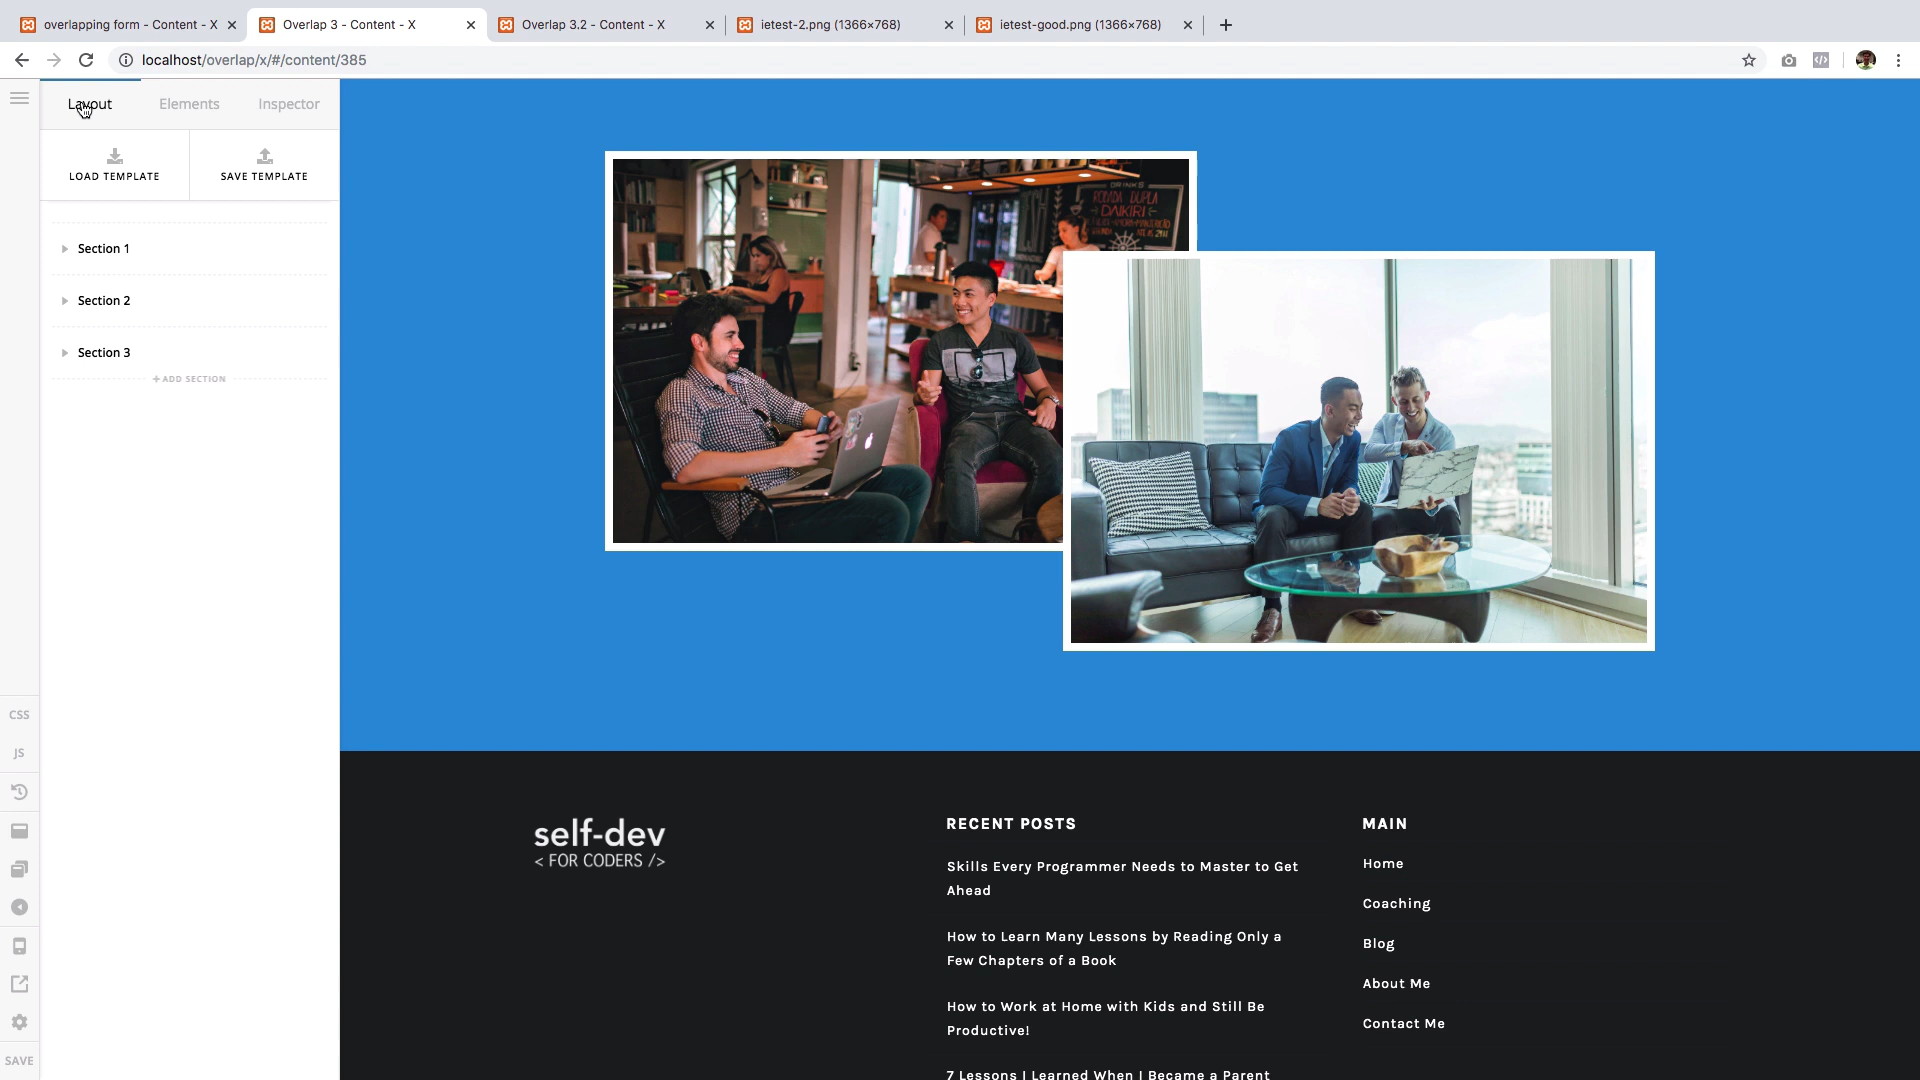 overlapping form - Content - X
Overlap 3 - Content - X
Overlap 3.2 - Content - X
ietest-2.png (1366×768)
ietest-good.png (1366×768)
localhost/overlap/x/#/content/385
Layout
Elements
Inspector
LOAD TEMPLATE
SAVE TEMPLATE
Section 1
Section 2
Section 3
+ ADD SECTION
CSS
JS
SAVE
DRINKS
ROBADA DUPLA
DAIKIRI
self-dev
< FOR CODERS />
RECENT POSTS
Skills Every Programmer Needs to Master to Get
Ahead
How to Learn Many Lessons by Reading Only a
Few Chapters of a Book
How to Work at Home with Kids and Still Be
Productive!
7 Lessons I Learned When I Became a Parent
MAIN
Home
Coaching
Blog
About Me
Contact Me